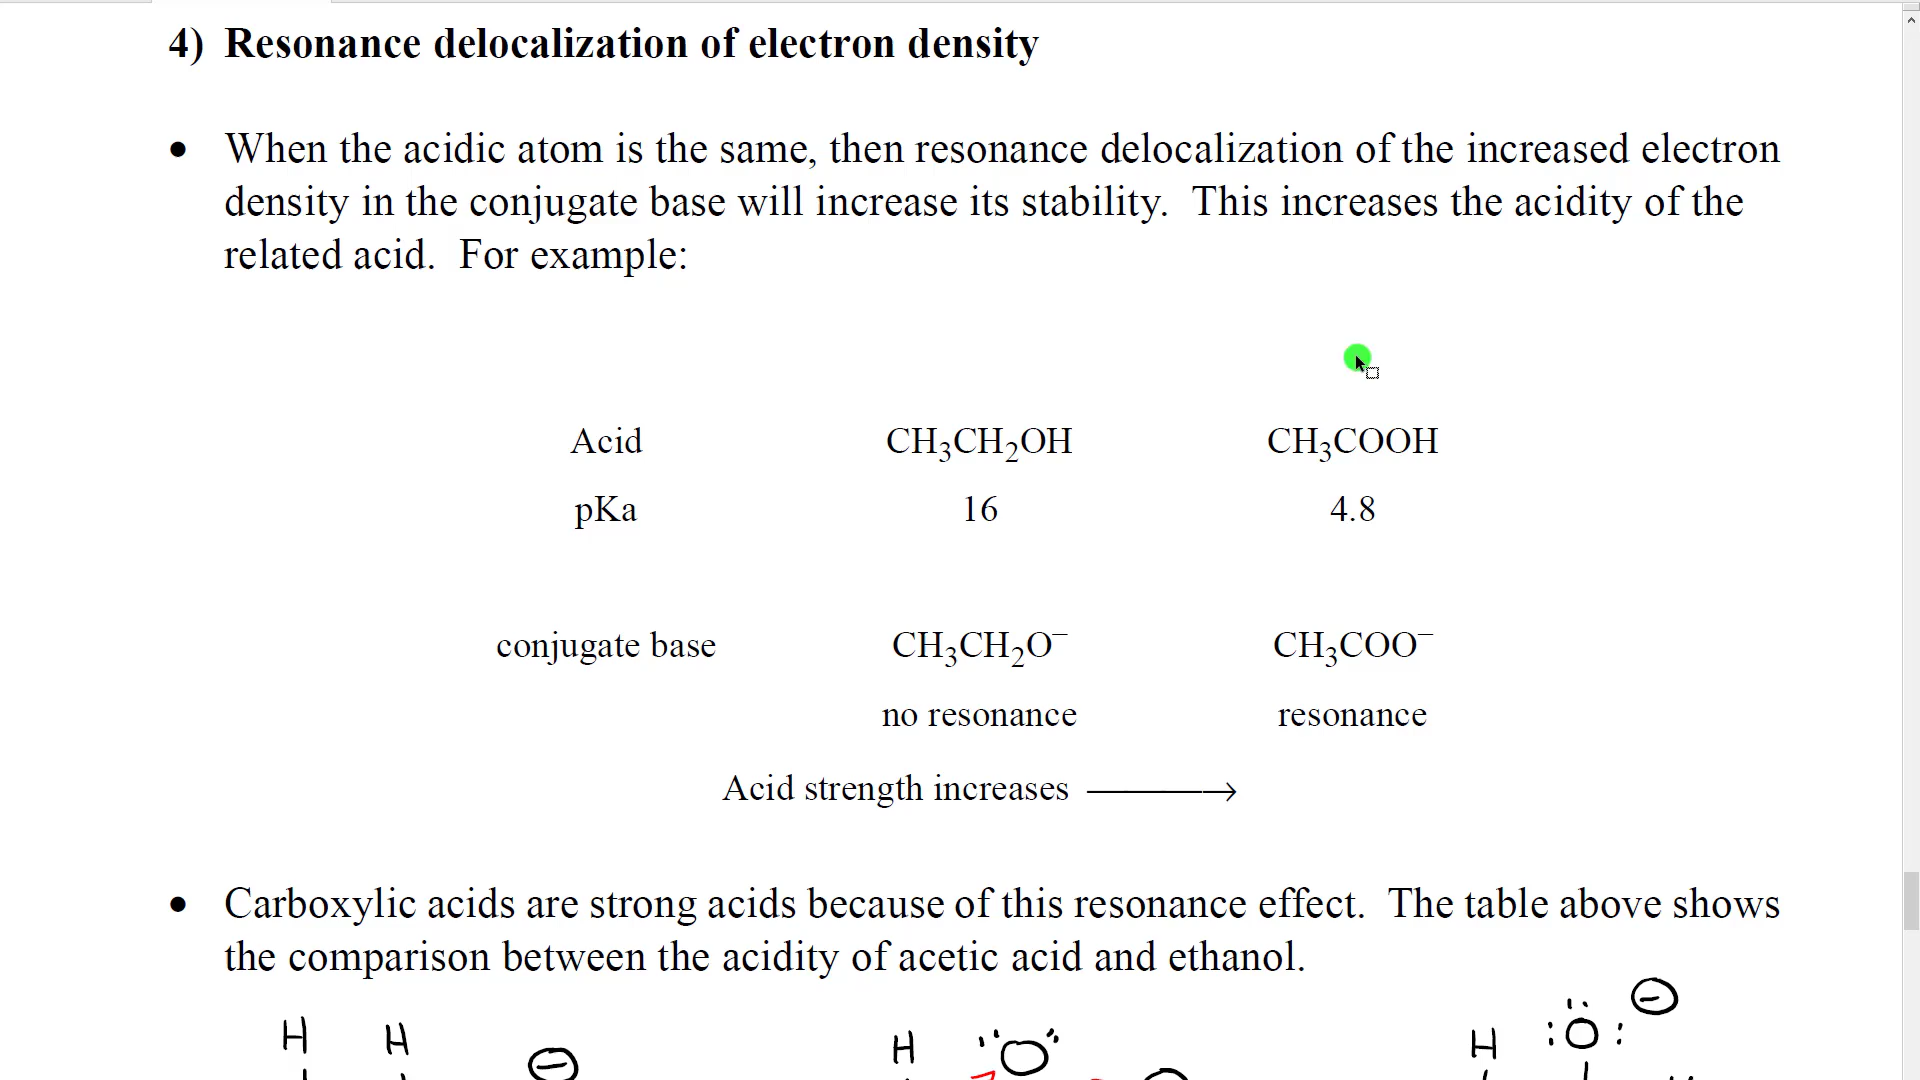 4) Resonance delocalization of electron density
• When the acidic atom is the same, then resonance delocalization of the increased electron
density in the conjugate base will increase its stability. This increases the acidity of the
related acid. For example:
Acid CH₃CH₂OH CH₃COOH
pKa 16 4.8
conjugate base CH₃CH₂O⁻ CH₃COO⁻
no resonance resonance
Acid strength increases ⟶
• Carboxylic acids are strong acids because of this resonance effect. The table above shows
the comparison between the acidity of acetic acid and ethanol.
H H ⊖ H O H :O: ⊖